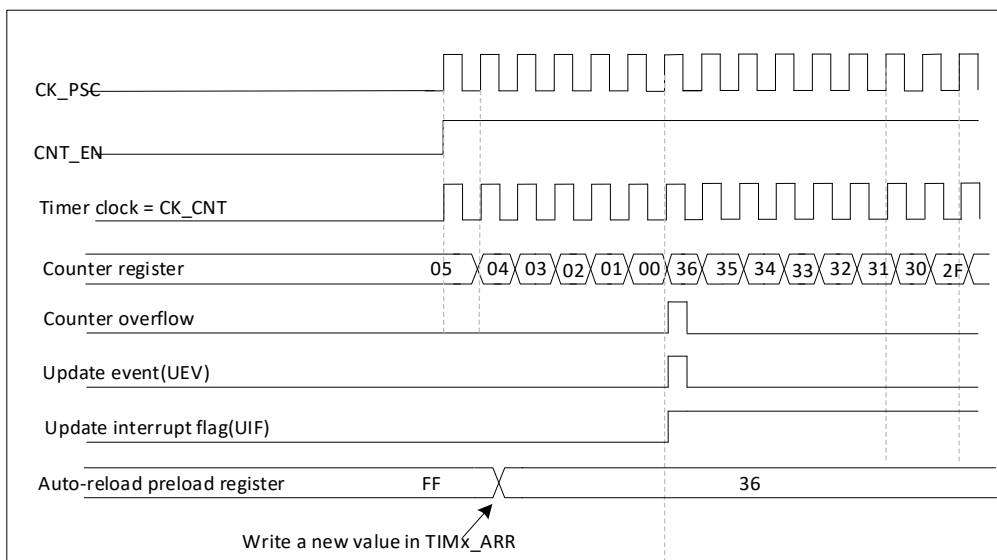 CK_PSC
CNT_EN
Timer clock = CK_CNT
Counter register 05 04 03 02 01 00 36 35 34 33 32 31 30 2F
Counter overflow
Update event(UEV)
Update interrupt flag(UIF)
Auto-reload preload register FF 36
Write a new value in TIMx_ARR